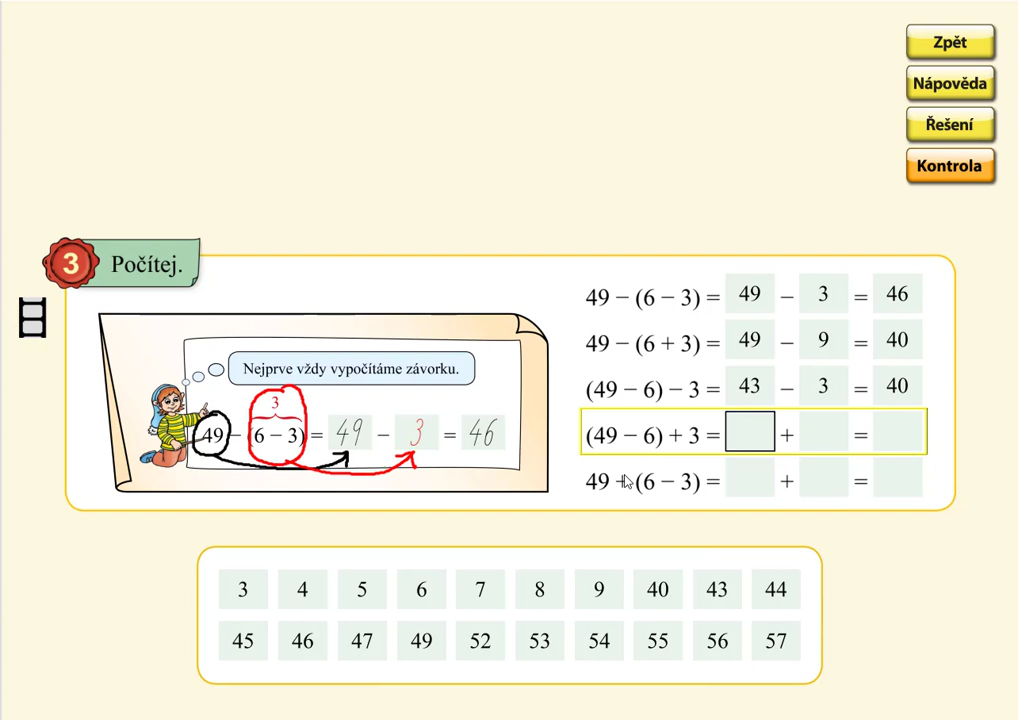 Zpět
Nápověda
Řešení
Kontrola
3 Počítej.
Nejprve vždy vypočítáme závorku.
3
49 − (6 − 3) = 49 − 3 = 46
49 − (6 − 3) = 49 − 3 = 46
49 − (6 + 3) = 49 − 9 = 40
(49 − 6) − 3 = 43 − 3 = 40
(49 − 6) + 3 = + =
49 + (6 − 3) = + =
3 4 5 6 7 8 9 40 43 44
45 46 47 49 52 53 54 55 56 57